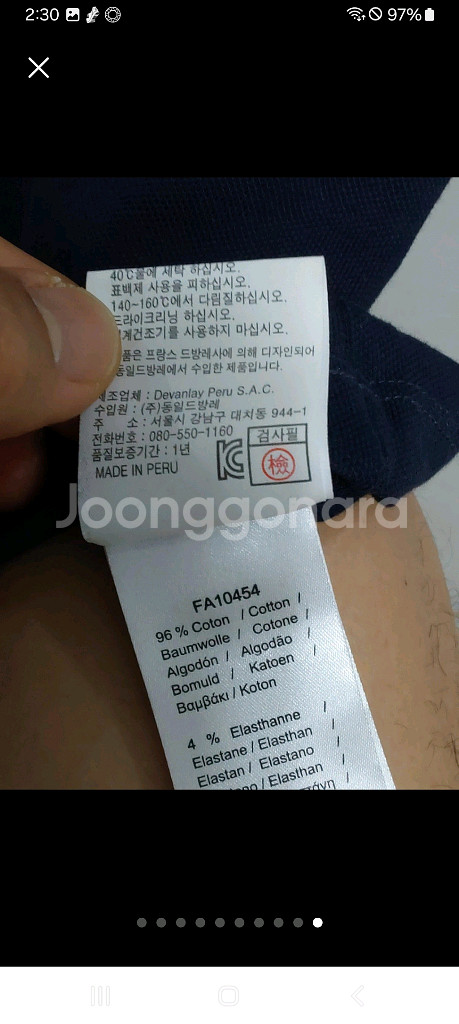 2:30
97%
40℃물에 세탁 하십시오.
표백제 사용을 피하십시오.
140~160℃에서 다림질하십시오.
드라이크리닝 하십시오.
계건조기를 사용하지 마십시오.
품은 프랑스 드방레사에 의해 디자인되어
동일드방레에서 수입한 제품입니다.
제조업체 : Devanlay Peru S.A.C.
수입원 : (주)동일드방레
주 소 : 서울시 강남구 대치동 944-1
전화번호 : 080-550-1160
품질보증기간 : 1년
MADE IN PERU
검사필
檢
Joonggonara
FA10454
96 % Coton / Cotton /
Baumwolle / Cotone /
Algodón / Algodão /
Bomuld / Katoen /
Βαμβάκι / Koton
4 % Elasthanne /
Elastane / Elasthan /
Elastan / Elastano /
/ Elasthan /